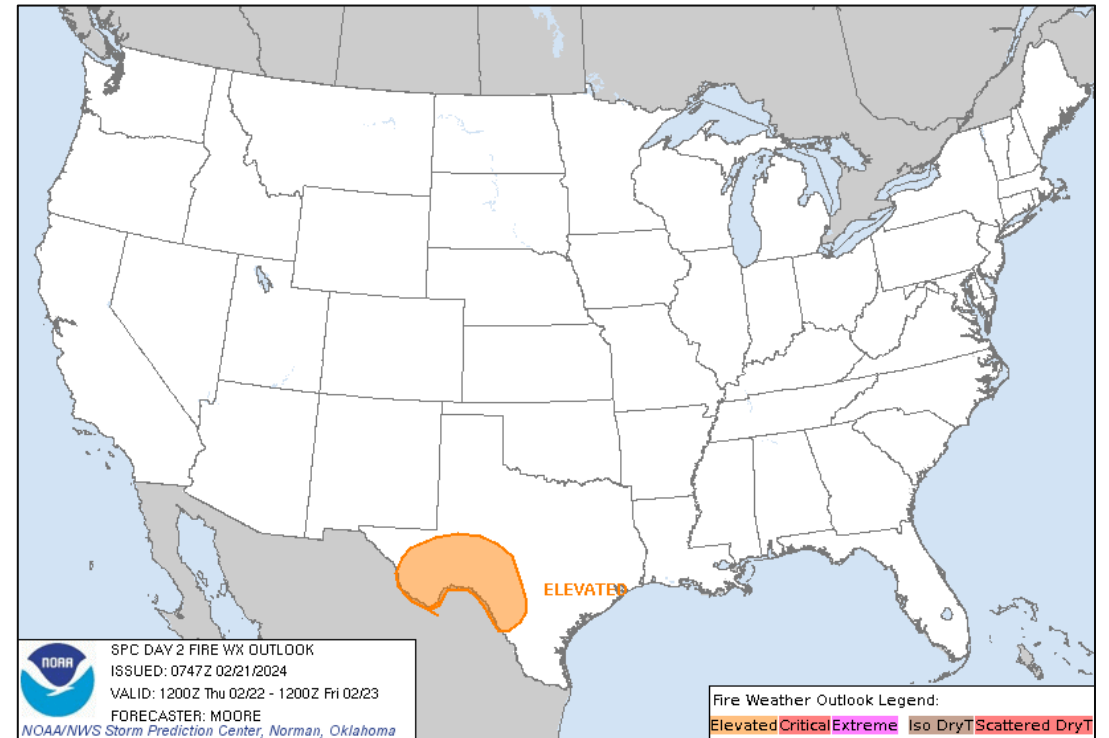 ELEVATED
NOAA
SPC DAY 2 FIRE WX OUTLOOK
ISSUED: 0747Z 02/21/2024
VALID: 1200Z Thu 02/22 - 1200Z Fri 02/23
FORECASTER: MOORE
NOAA/NWS Storm Prediction Center, Norman, Oklahoma
Fire Weather Outlook Legend:
Elevated Critical Extreme Iso DryT Scattered DryT